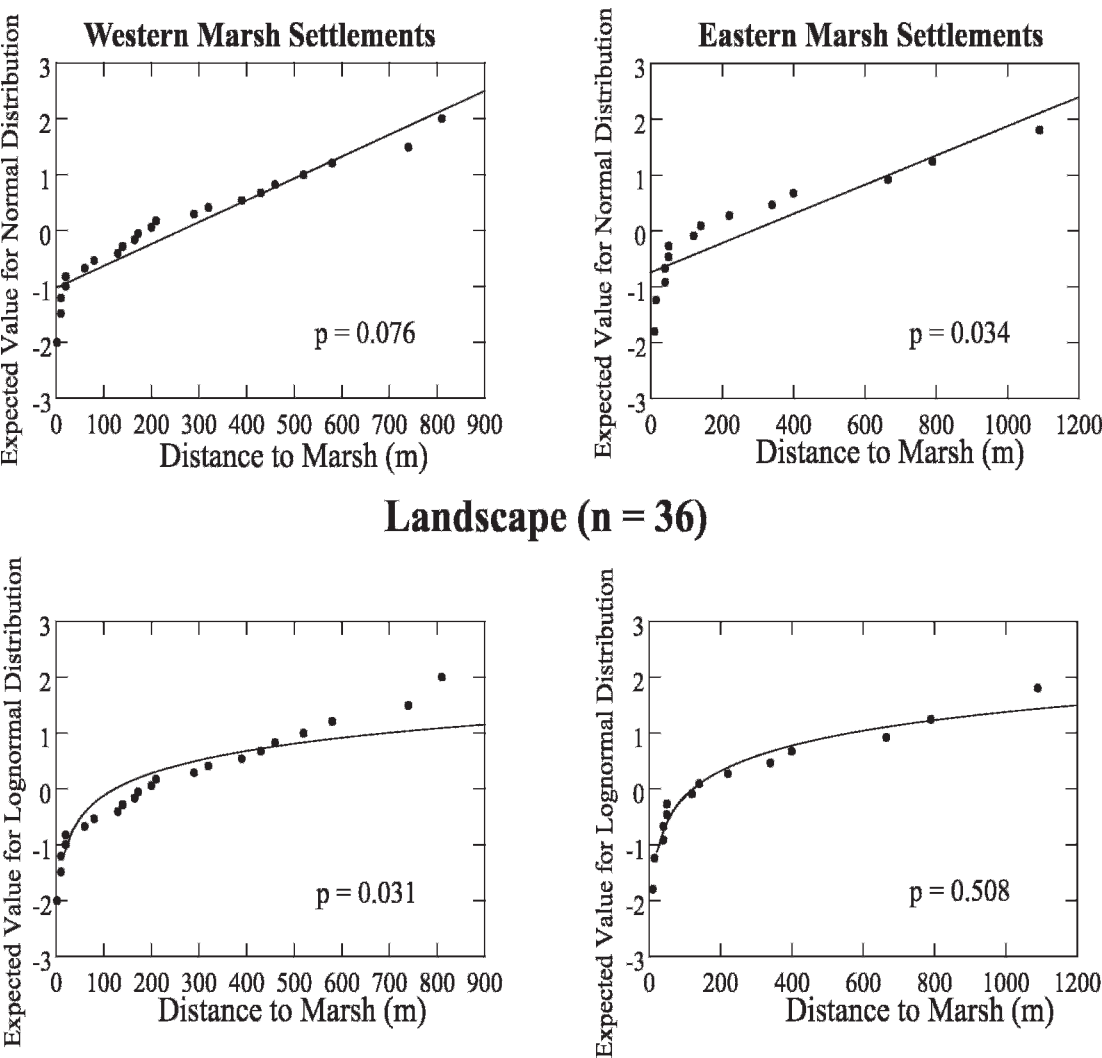 Western Marsh Settlements
Expected Value for Normal Distribution
3
2
1
0
-1
-2
-3
p = 0.076
0 100 200 300 400 500 600 700 800 900
Distance to Marsh (m)
Eastern Marsh Settlements
Expected Value for Normal Distribution
3
2
1
0
-1
-2
-3
p = 0.034
0 200 400 600 800 1000 1200
Distance to Marsh (m)
Landscape (n = 36)
Expected Value for Lognormal Distribution
3
2
1
0
-1
-2
-3
p = 0.031
0 100 200 300 400 500 600 700 800 900
Distance to Marsh (m)
Expected Value for Lognormal Distribution
3
2
1
0
-1
-2
-3
p = 0.508
0 200 400 600 800 1000 1200
Distance to Marsh (m)